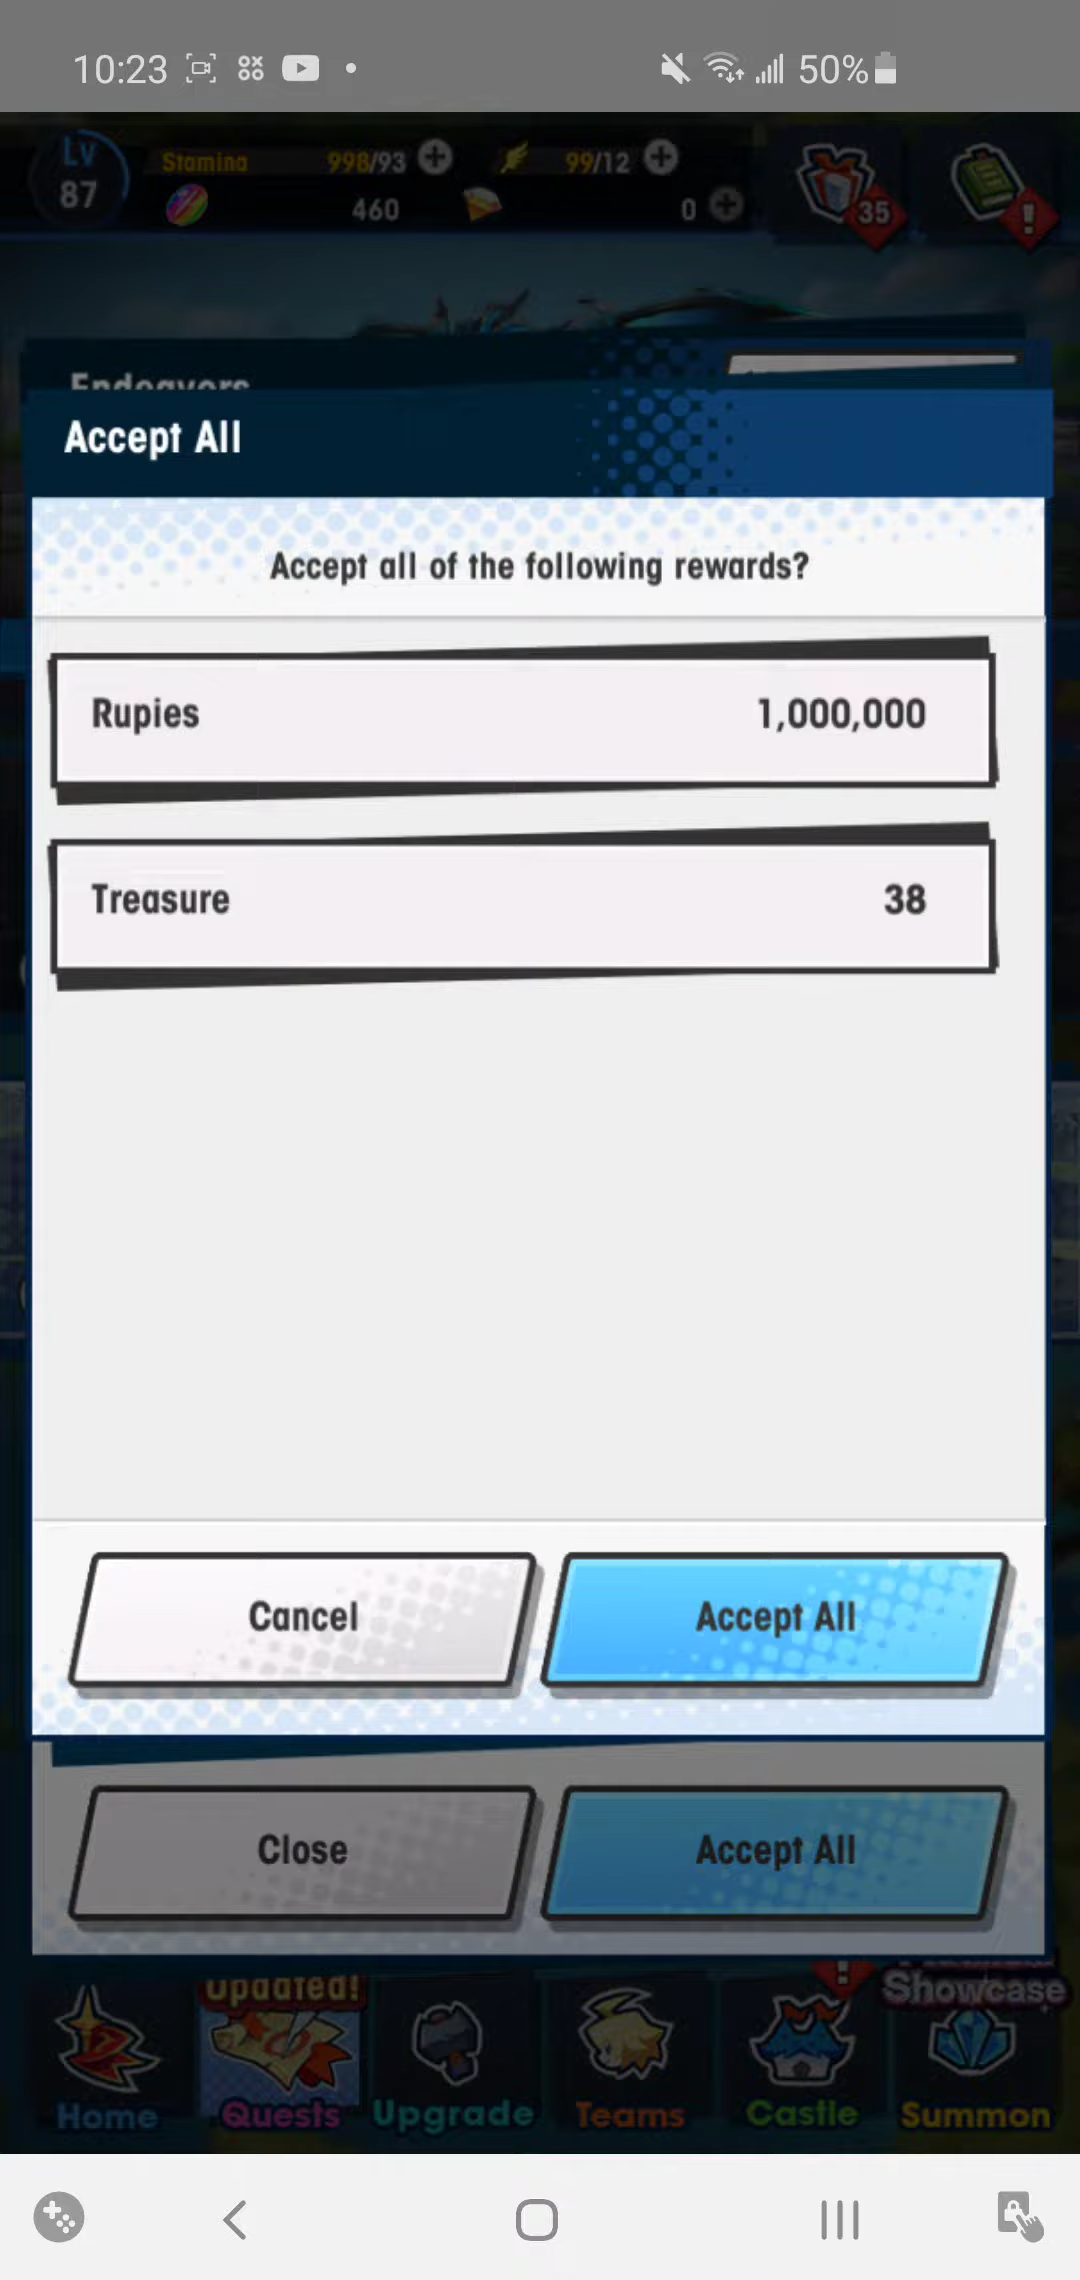 10:23 50%
Lv
87
Stamina 998/93 99/12
460 0
35
Endeavors
Accept All
Accept all of the following rewards?
Rupies 1,000,000
Treasure 38
Cancel Accept All
Close Accept All
Updated! Showcase
Home Quests Upgrade Teams Castle Summon